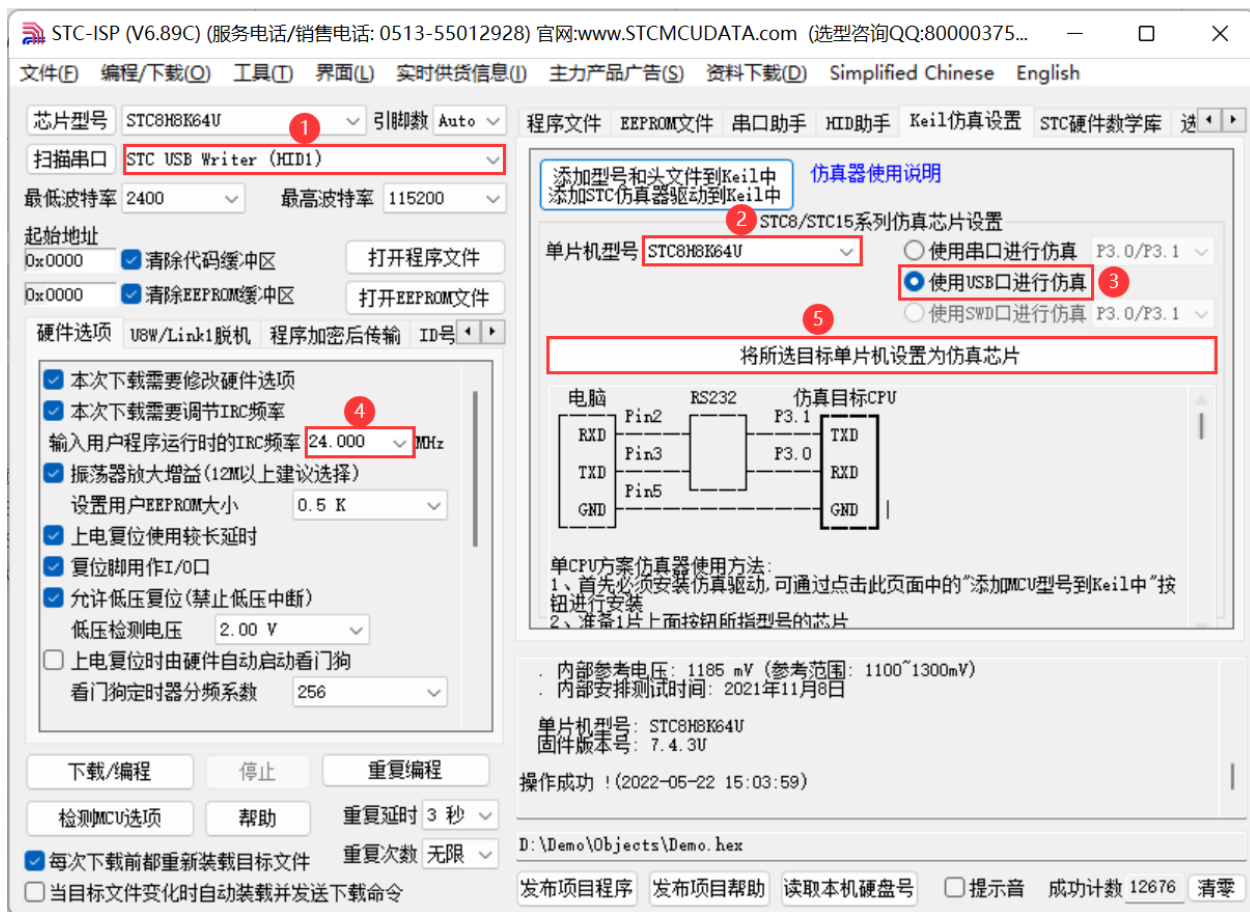 STC-ISP (V6.89C) (服务电话/销售电话: 0513-55012928) 官网:www.STCMCUDATA.com (选型咨询QQ:80000375...
文件(F) 编程/下载(O) 工具(T) 界面(L) 实时供货信息(I) 主力产品广告(S) 资料下载(D) Simplified Chinese English
芯片型号 STC8H8K64U 引脚数 Auto
1
扫描串口 STC USB Writer (HID1)
最低波特率 2400 最高波特率 115200
起始地址
0x0000 清除代码缓冲区 打开程序文件
0x0000 清除EEPROM缓冲区 打开EEPROM文件
硬件选项 U8W/Link1脱机 程序加密后传输 ID号
本次下载需要修改硬件选项
本次下载需要调节IRC频率
4
输入用户程序运行时的IRC频率 24.000 MHz
振荡器放大增益(12M以上建议选择)
设置用户EEPROM大小 0.5 K
上电复位使用较长延时
复位脚用作I/O口
允许低压复位(禁止低压中断)
低压检测电压 2.00 V
上电复位时由硬件自动启动看门狗
看门狗定时器分频系数 256
下载/编程 停止 重复编程
检测MCU选项 帮助 重复延时 3 秒
每次下载前都重新装载目标文件 重复次数 无限
当目标文件变化时自动装载并发送下载命令
程序文件 EEPROM文件 串口助手 HID助手 Keil仿真设置 STC硬件数学库 选
添加型号和头文件到Keil中
添加STC仿真器驱动到Keil中
仿真器使用说明
2
STC8/STC15系列仿真芯片设置
单片机型号 STC8H8K64U 使用串口进行仿真 P3.0/P3.1
使用USB口进行仿真 3
使用SWD口进行仿真 P3.0/P3.1
5
将所选目标单片机设置为仿真芯片
电脑 RS232 仿真目标CPU
Pin2 P3.1
RXD TXD
Pin3 P3.0
TXD RXD
Pin5
GND GND
单CPU方案仿真器使用方法:
1、首先必须安装仿真驱动,可通过点击此页面中的"添加MCU型号到Keil中"按
钮进行安装
2、准备1片上面按钮所指型号的芯片
. 内部参考电压: 1185 mV (参考范围: 1100~1300mV)
. 内部安排测试时间: 2021年11月8日
单片机型号: STC8H8K64U
固件版本号: 7.4.3U
操作成功 !(2022-05-22 15:03:59)
D:\Demo\Objects\Demo.hex
发布项目程序 发布项目帮助 读取本机硬盘号 提示音 成功计数 12676 清零